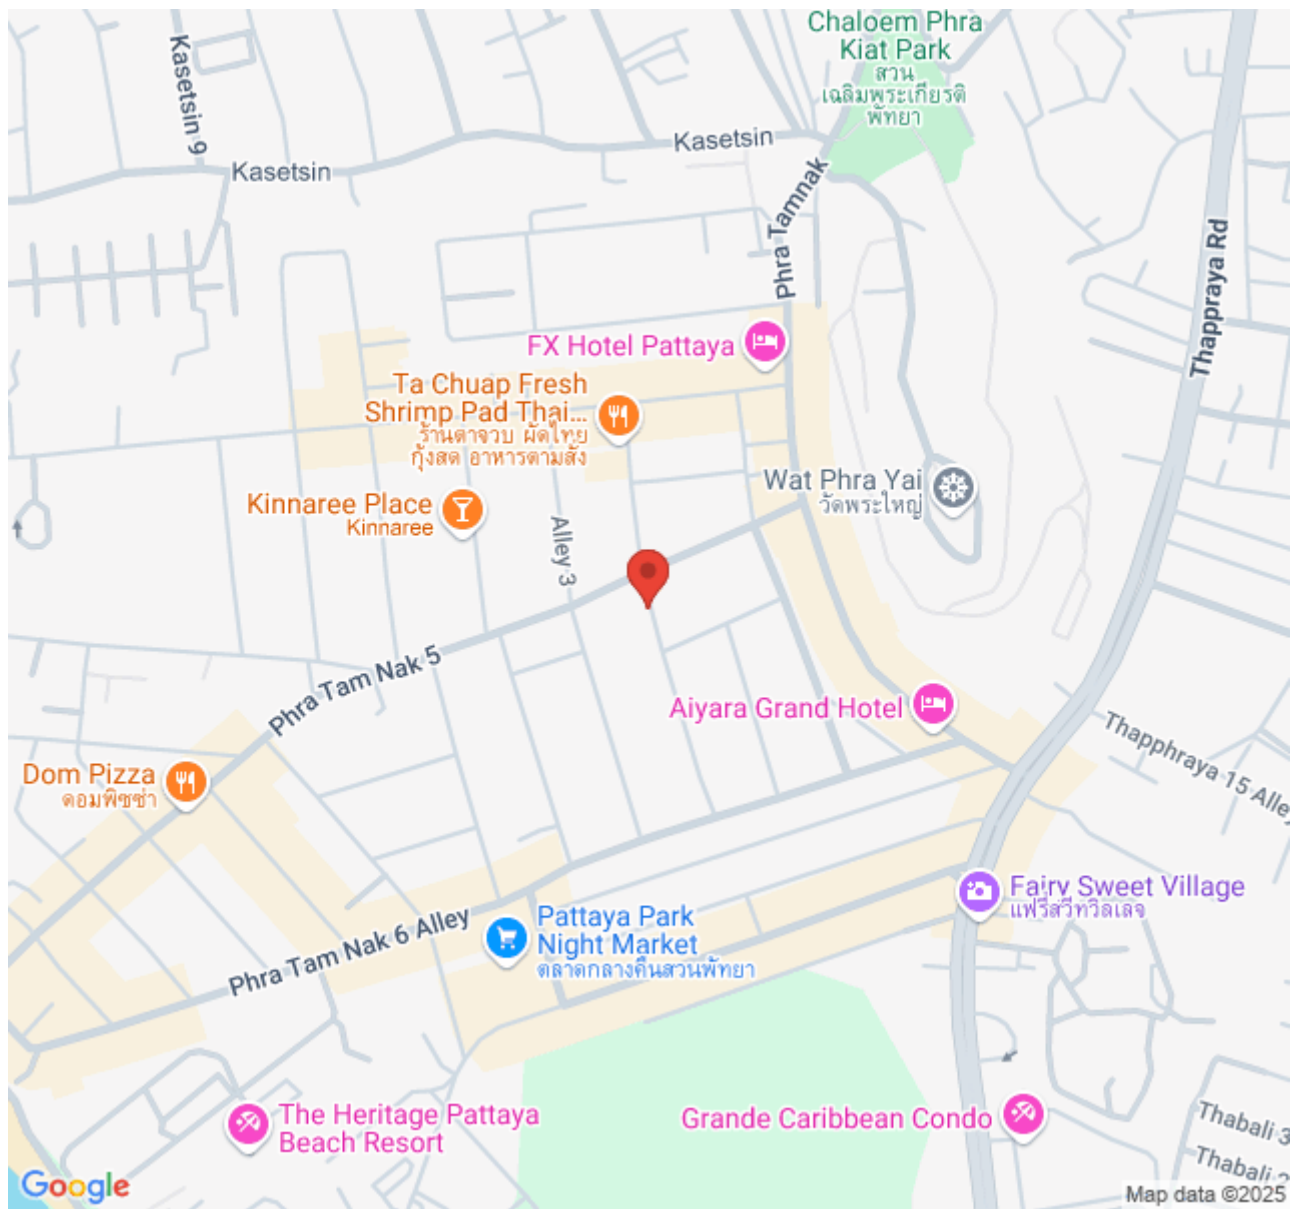 Chaloem Phra
Kiat Park
สวน
เฉลิมพระเกียรติ
พัทยา
Kasetsin 9
Kasetsin
Kasetsin
Phra Tamnak
Thappraya Rd
FX Hotel Pattaya
Ta Chuap Fresh
Shrimp Pad Thai...
ร้านตาจวบ ผัดไทย
กุ้งสด อาหารตามสั่ง
Wat Phra Yai
วัดพระใหญ่
Kinnaree Place
Kinnaree
Alley 3
Phra Tam Nak 5
Aiyara Grand Hotel
Thapphraya 15 Alley
Dom Pizza
ดอมพิซซ่า
Fairy Sweet Village
แฟรี่สวีทวิลเลจ
Pattaya Park
Night Market
ตลาดกลางคืนสวนพัทยา
Phra Tam Nak 6 Alley
The Heritage Pattaya
Beach Resort
Grande Caribbean Condo
Thabali 3
Thabali 2
Google
Map data ©2025